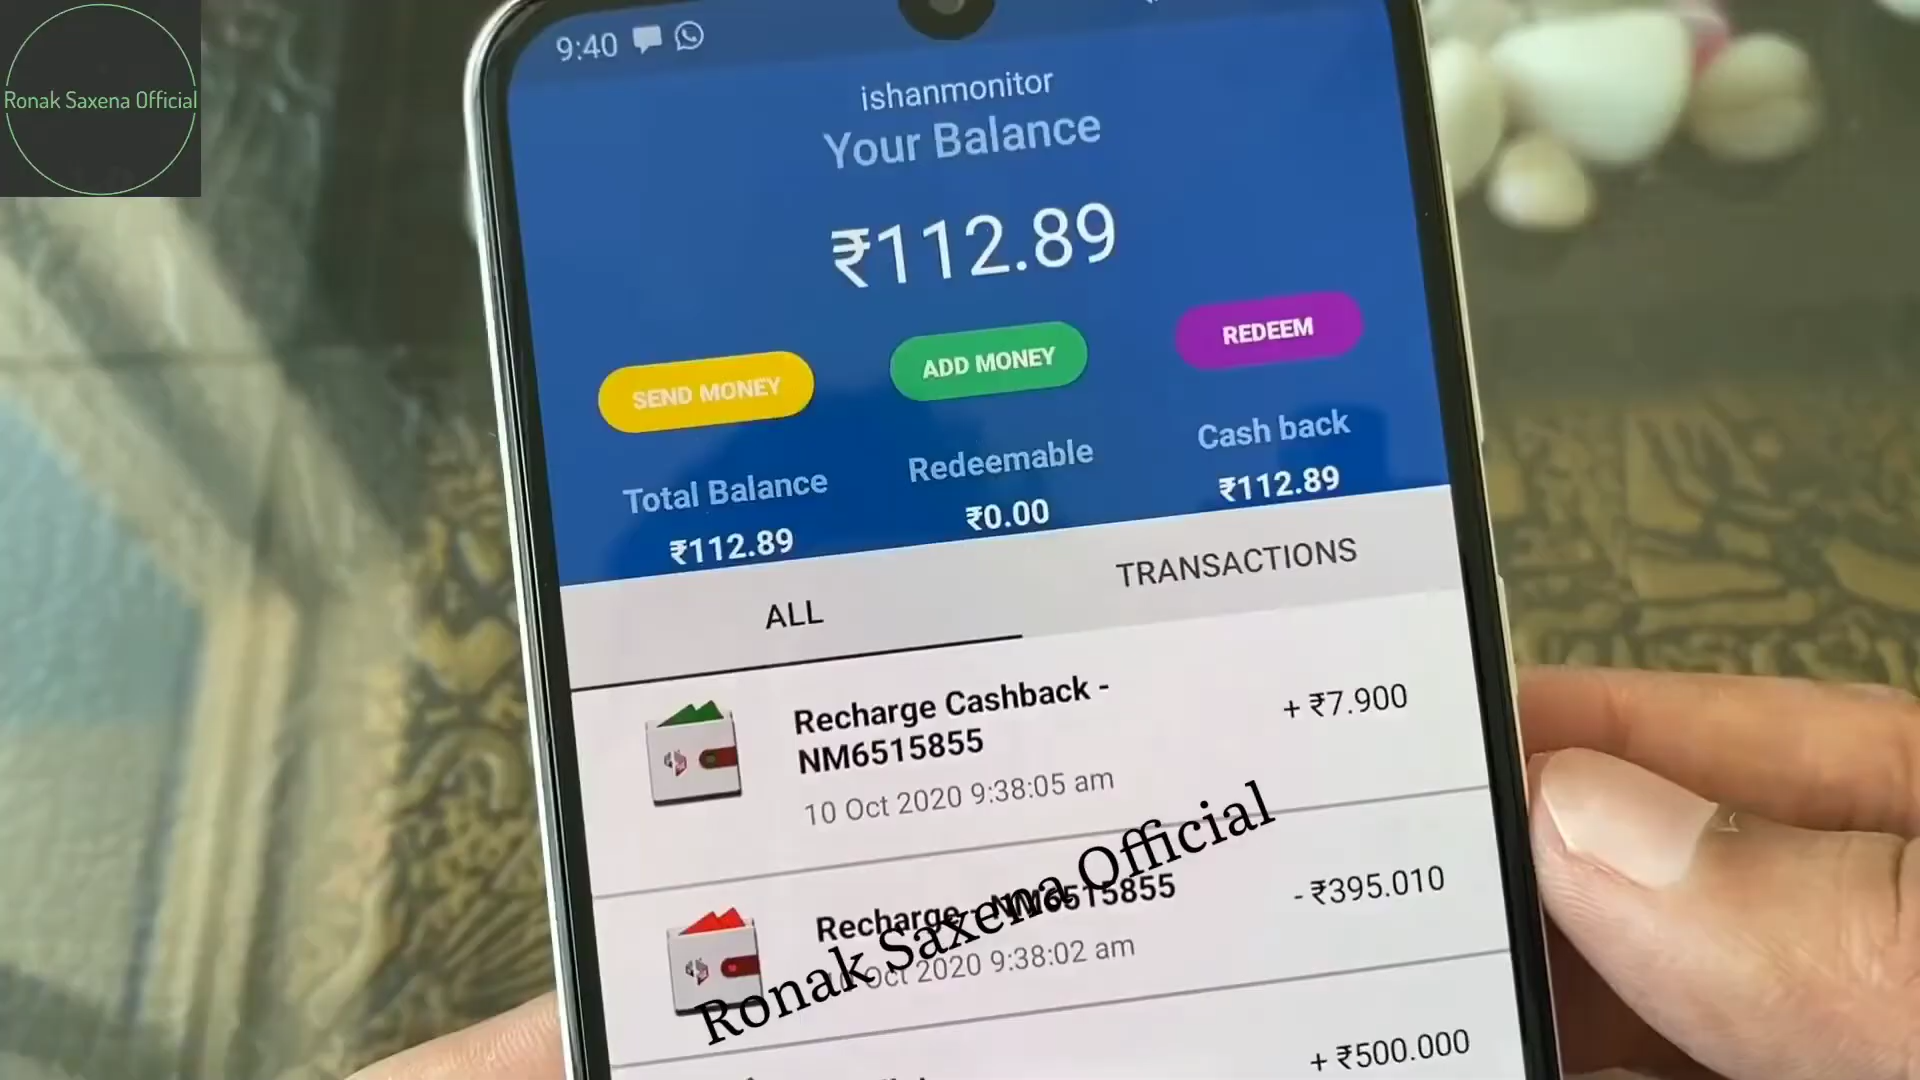 Ronak Saxena Official
9:40
ishanmonitor
Your Balance
₹112.89
SEND MONEY
ADD MONEY
REDEEM
Total Balance
Redeemable
Cash back
₹112.89
₹0.00
₹112.89
ALL
TRANSACTIONS
Recharge Cashback -
NM6515855
+ ₹7.900
10 Oct 2020 9:38:05 am
Recharge - NM6515855
- ₹395.010
Oct 2020 9:38:02 am
Ronak Saxena Official
+ ₹500.000